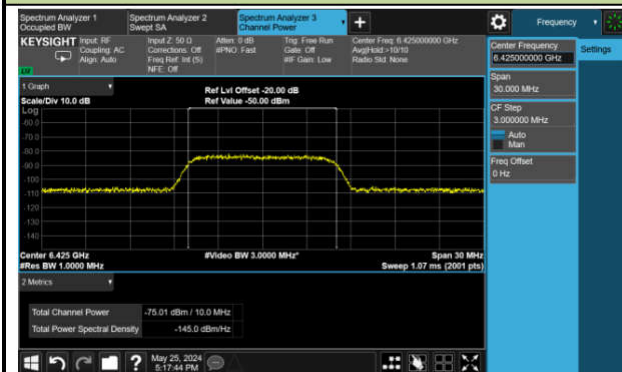 Spectrum Analyzer 1
Occupied BW
Spectrum Analyzer 2
Swept SA
Spectrum Analyzer 3
Channel Power
Frequency
KEYSIGHT
Input: RF
Coupling: AC
Align: Auto
Input Z: 50 Ω
Corrections: Off
Freq Ref: Int (S)
NFE: Off
Atten: 0 dB
#PNO: Fast
Trig: Free Run
Gate: Off
#IF Gain: Low
Center Freq: 6.425000000 GHz
Avg|Hold:>10/10
Radio Std: None
Center Frequency
6.425000000 GHz
Settings
Span
30.000 MHz
CF Step
3.000000 MHz
Auto
Man
Freq Offset
0 Hz
1 Graph
Scale/Div 10.0 dB
Ref Lvl Offset -20.00 dB
Ref Value -50.00 dBm
Log
-60.0
-70.0
-80.0
-90.0
-100
-110
-120
-130
-140
Center 6.425 GHz
#Res BW 1.0000 MHz
#Video BW 3.0000 MHz*
Span 30 MHz
Sweep 1.07 ms (2001 pts)
2 Metrics
Total Channel Power -75.01 dBm / 10.0 MHz
Total Power Spectral Density -145.0 dBm/Hz
May 25, 2024
5:17:44 PM